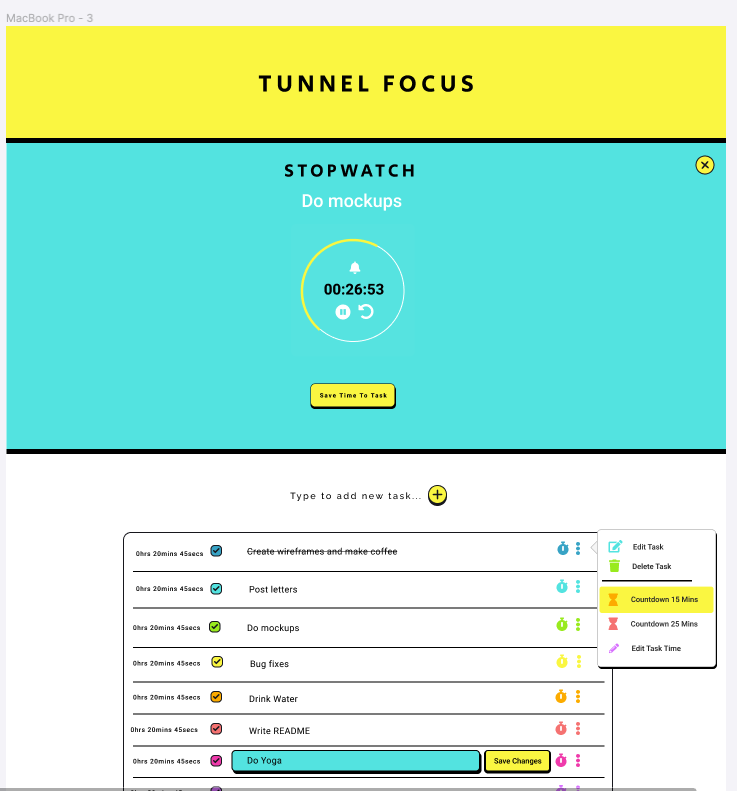 MacBook Pro - 3
TUNNEL FOCUS
STOPWATCH
Do mockups
00:26:53
Save Time To Task
Type to add new task...
0hrs 20mins 45secs Create wireframes and make coffee
Edit Task
Delete Task
0hrs 20mins 45secs Post letters
Countdown 15 Mins
0hrs 20mins 45secs Do mockups
Countdown 25 Mins
Edit Task Time
0hrs 20mins 45secs Bug fixes
0hrs 20mins 45secs Drink Water
0hrs 20mins 45secs Write README
0hrs 20mins 45secs Do Yoga Save Changes